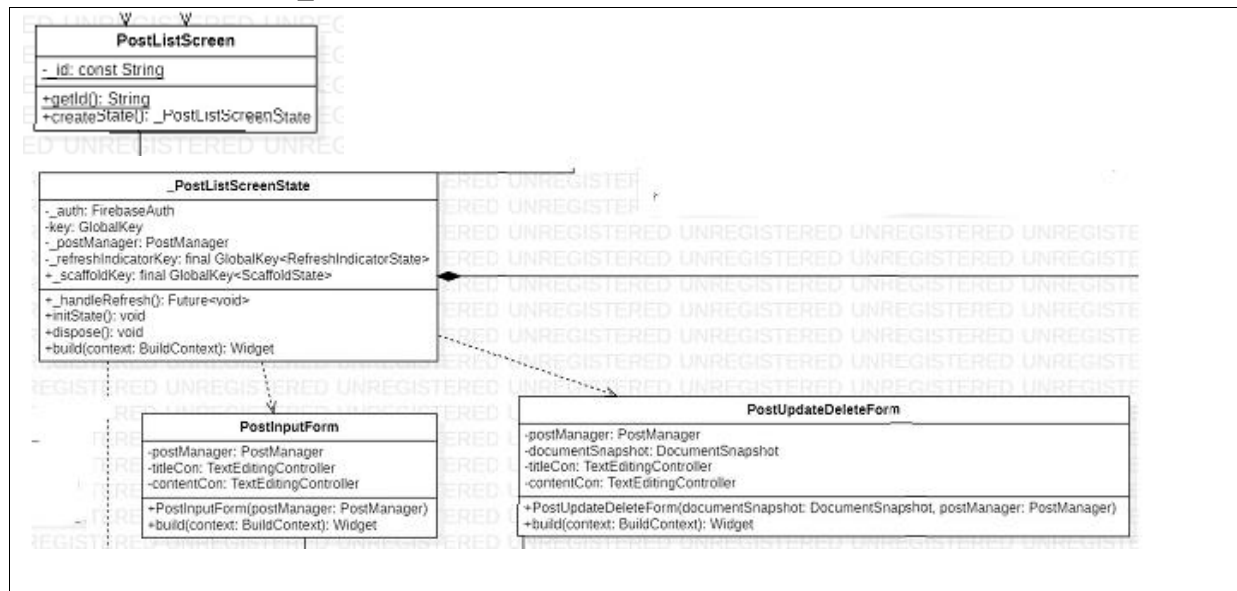 PostListScreen
-_id: const String
+getId(): String
+createState(): _PostListScreenState
ED UNREGISTERED UNREG
_PostListScreenState
-_auth: FirebaseAuth
-key: GlobalKey
-_postManager: PostManager
-_refreshIndicatorKey: final GlobalKey<RefreshIndicatorState>
+_scaffoldKey: final GlobalKey<ScaffoldState>
+_handleRefresh(): Future<void>
+initState(): void
+dispose(): void
+build(context: BuildContext): Widget
PostInputForm
-postManager: PostManager
-titleCon: TextEditingController
-contentCon: TextEditingController
+PostInputForm(postManager: PostManager)
+build(context: BuildContext): Widget
PostUpdateDeleteForm
-postManager: PostManager
-documentSnapshot: DocumentSnapshot
-titleCon: TextEditingController
-contentCon: TextEditingController
+PostUpdateDeleteForm(documentSnapshot: DocumentSnapshot, postManager: PostManager)
+build(context: BuildContext): Widget